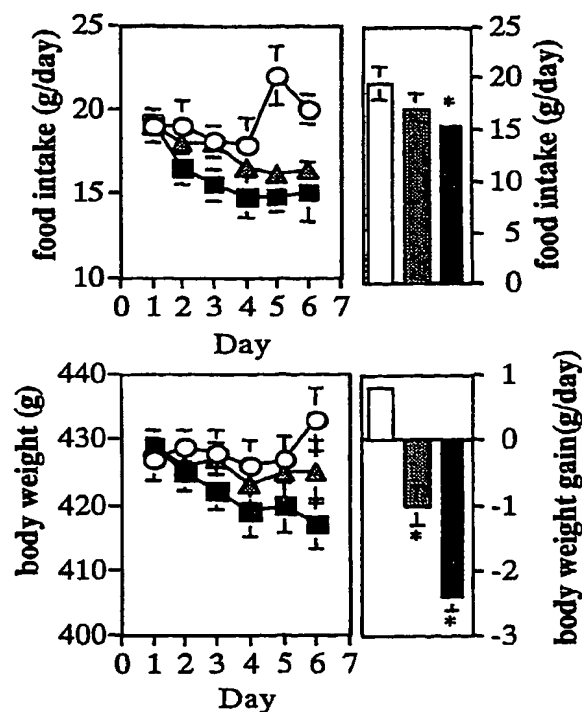 food intake (g/day)
25
20
15
10
0 1 2 3 4 5 6 7
Day
*
25
20
15
10
5
0
food intake (g/day)
body weight (g)
440
430
420
410
400
0 1 2 3 4 5 6 7
Day
*
*
1
0
-1
-2
-3
body weight gain(g/day)